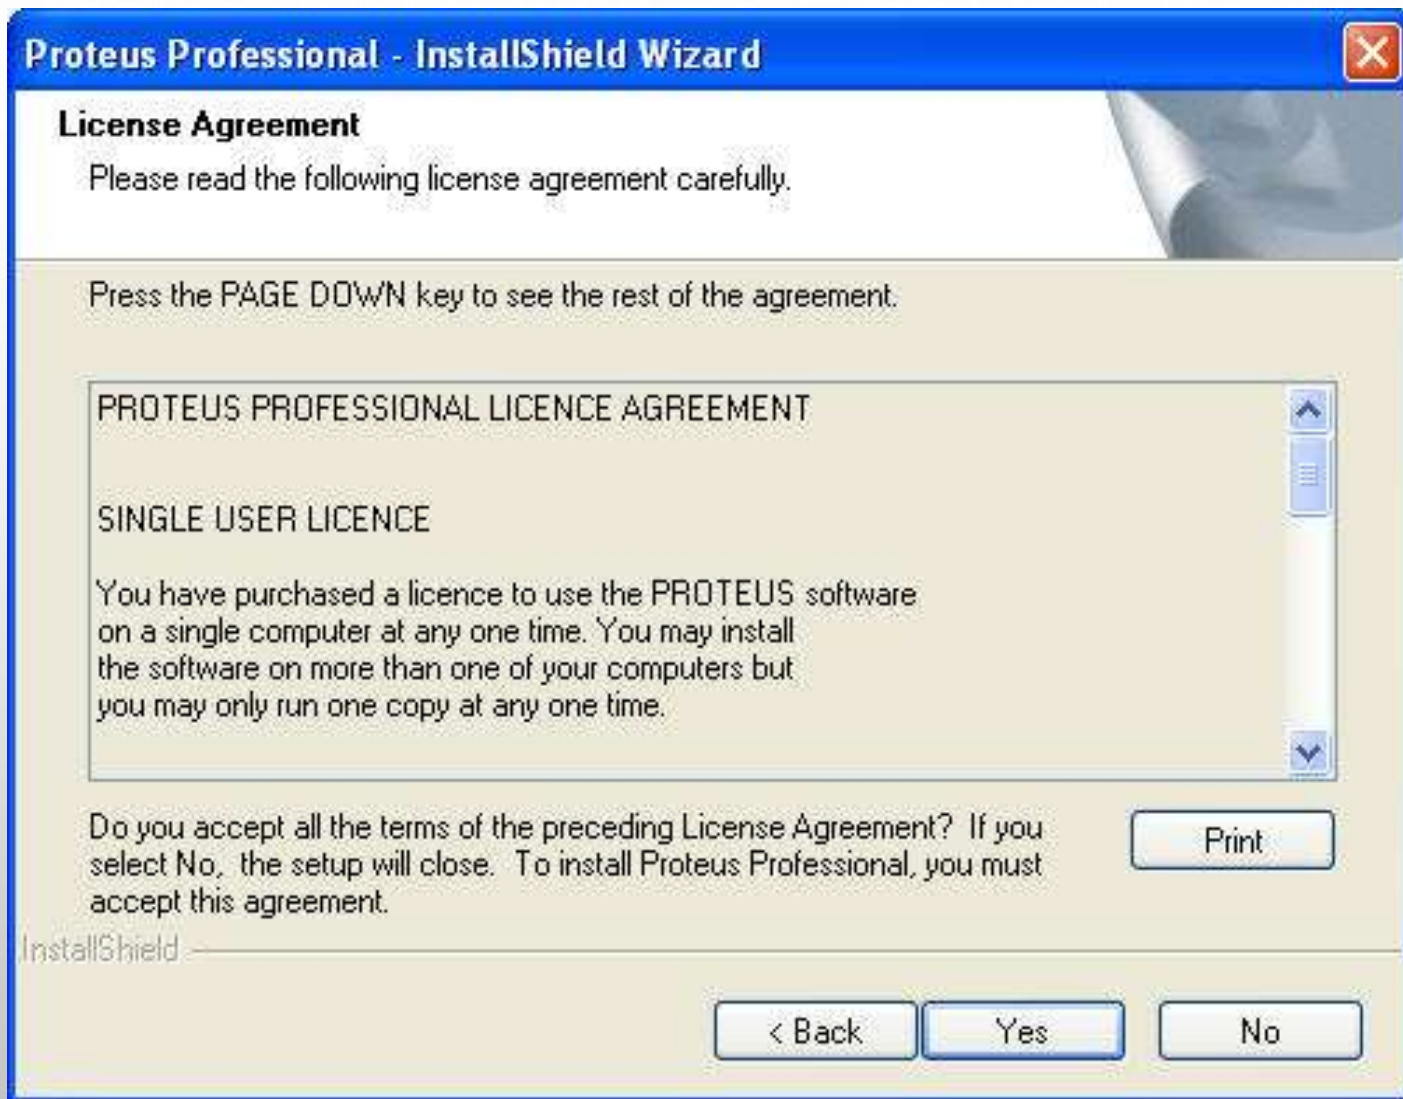 Proteus Professional - InstallShield Wizard
License Agreement
Please read the following license agreement carefully.
Press the PAGE DOWN key to see the rest of the agreement.
PROTEUS PROFESSIONAL LICENCE AGREEMENT
SINGLE USER LICENCE
You have purchased a licence to use the PROTEUS software
on a single computer at any one time. You may install
the software on more than one of your computers but
you may only run one copy at any one time.
Do you accept all the terms of the preceding License Agreement?  If you
select No,  the setup will close.  To install Proteus Professional, you must
accept this agreement.
Print
InstallShield
< Back
Yes
No